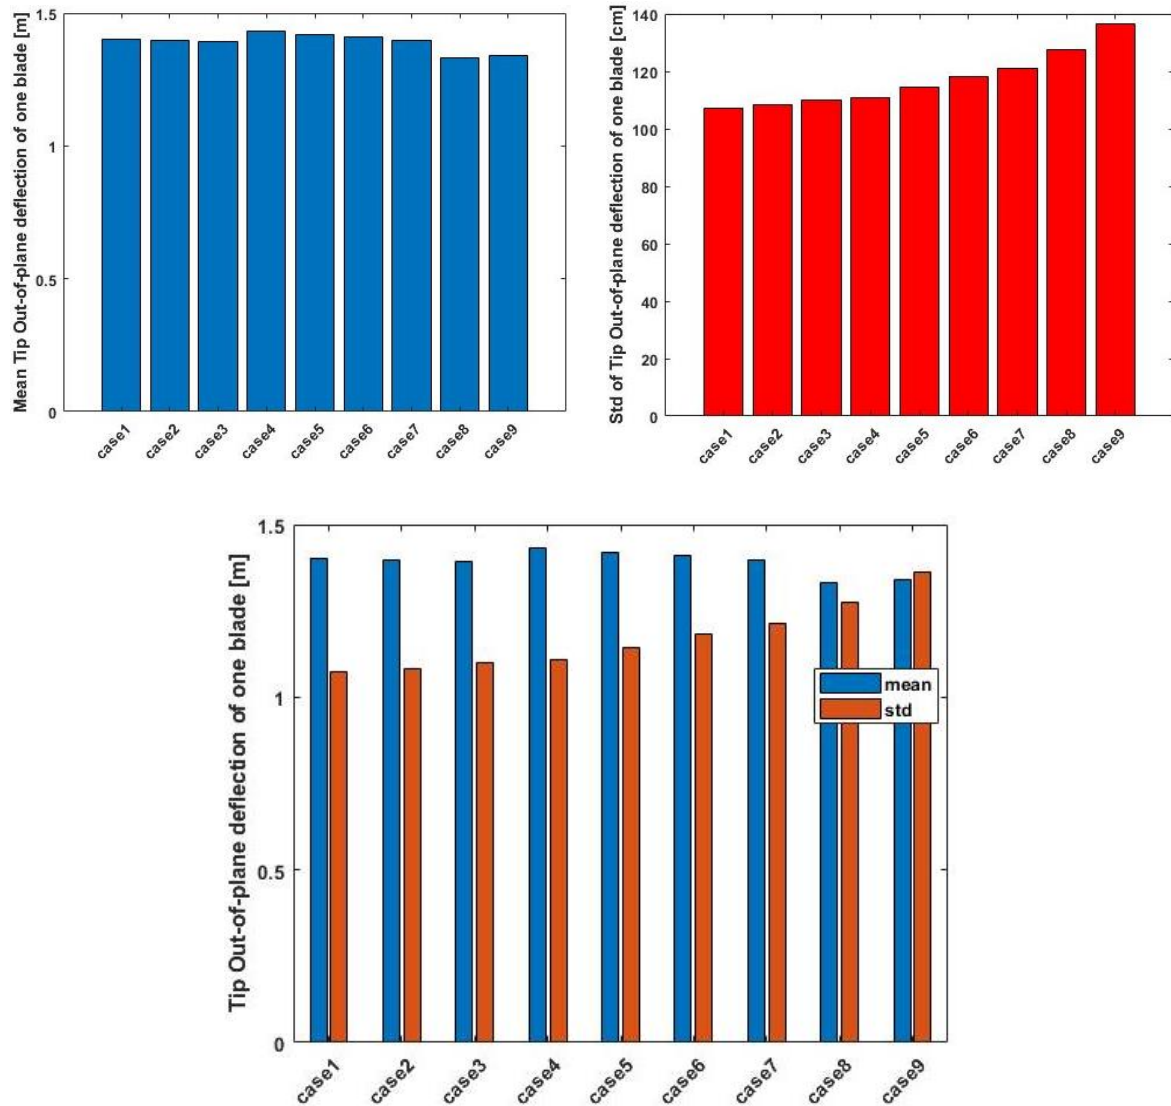 Mean Tip Out-of-plane deflection of one blade [m]
1.5
1
0.5
0
case1
case2
case3
case4
case5
case6
case7
case8
case9
Std of Tip Out-of-plane deflection of one blade [cm]
140
120
100
80
60
40
20
0
case1
case2
case3
case4
case5
case6
case7
case8
case9
Tip Out-of-plane deflection of one blade [m]
1.5
1
0.5
0
mean
std
case1
case2
case3
case4
case5
case6
case7
case8
case9